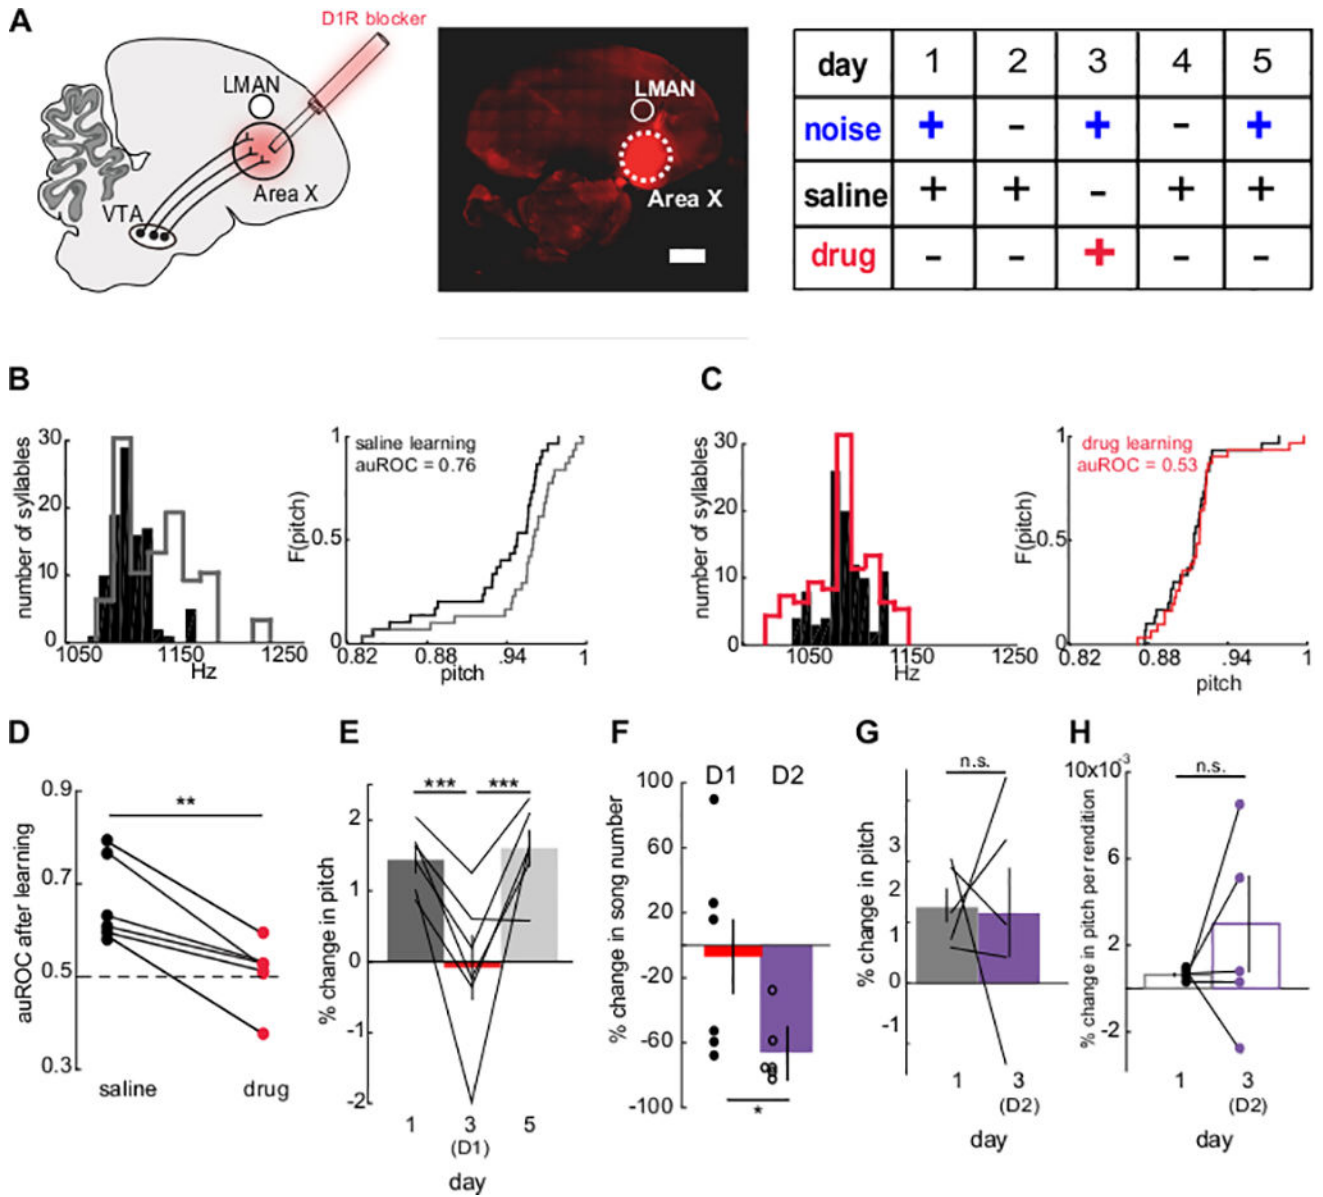 A
D1R blocker
LMAN
Area X
VTA
LMAN
Area X
day 1 2 3 4 5
noise + - + - +
saline + + - + +
drug - - + - -
B
number of syllables
30
20
10
0
1050 1150 1250
Hz
F(pitch)
1
0.5
0
saline learning
auROC = 0.76
0.82 0.88 .94 1
pitch
C
number of syllables
30
20
10
0
1050 1150 1250
Hz
F(pitch)
1
0.5
0
drug learning
auROC = 0.53
0.82 0.88 .94 1
pitch
D
auROC after learning
0.9
0.7
0.5
0.3
**
saline drug
E
% change in pitch
2
1
0
-1
-2
*** ***
1 3 5
(D1)
day
F
% change in song number
100
60
20
-20
-60
-100
D1 D2
*
G
% change in pitch
3
2
1
0
-1
n.s.
1 3
(D2)
day
H
% change in pitch per rendition
10x10-3
6
2
-2
n.s.
1 3
(D2)
day